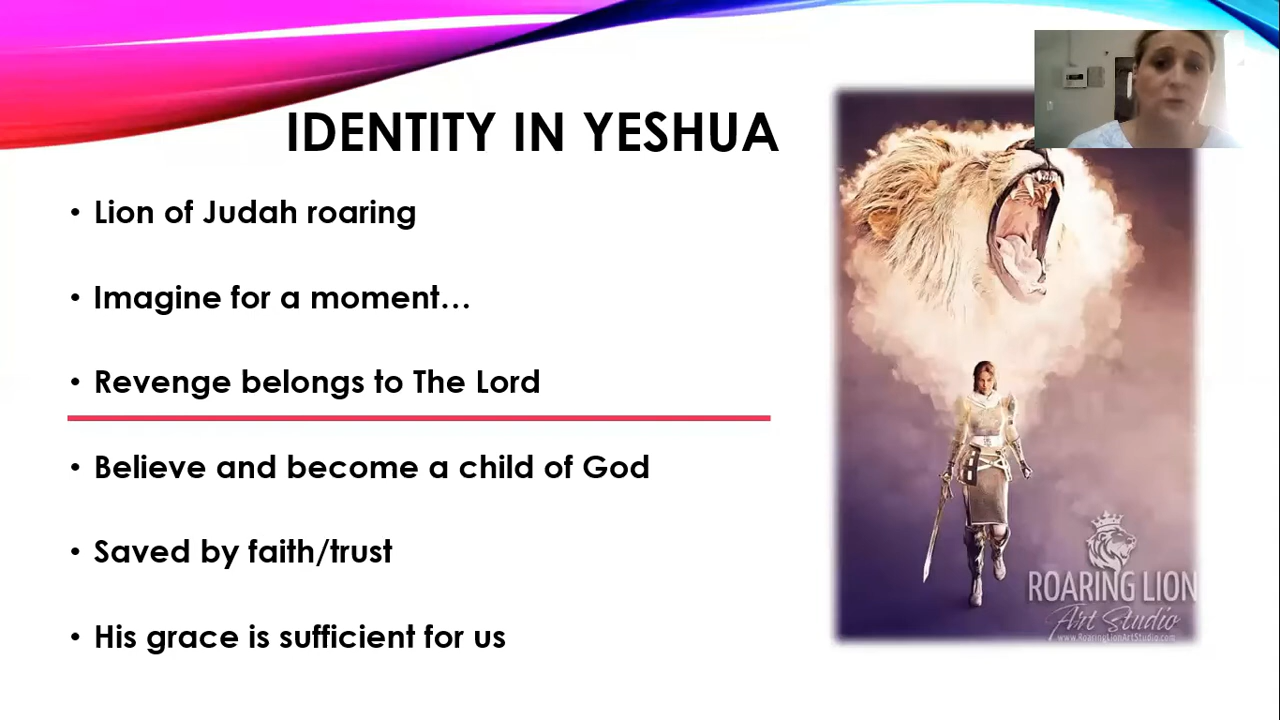 IDENTITY IN YESHUA
• Lion of Judah roaring
• Imagine for a moment...
• Revenge belongs to The Lord
• Believe and become a child of God
• Saved by faith/trust
• His grace is sufficient for us
ROARING LION
Art Studio
www.RoaringLionArtStudio.com